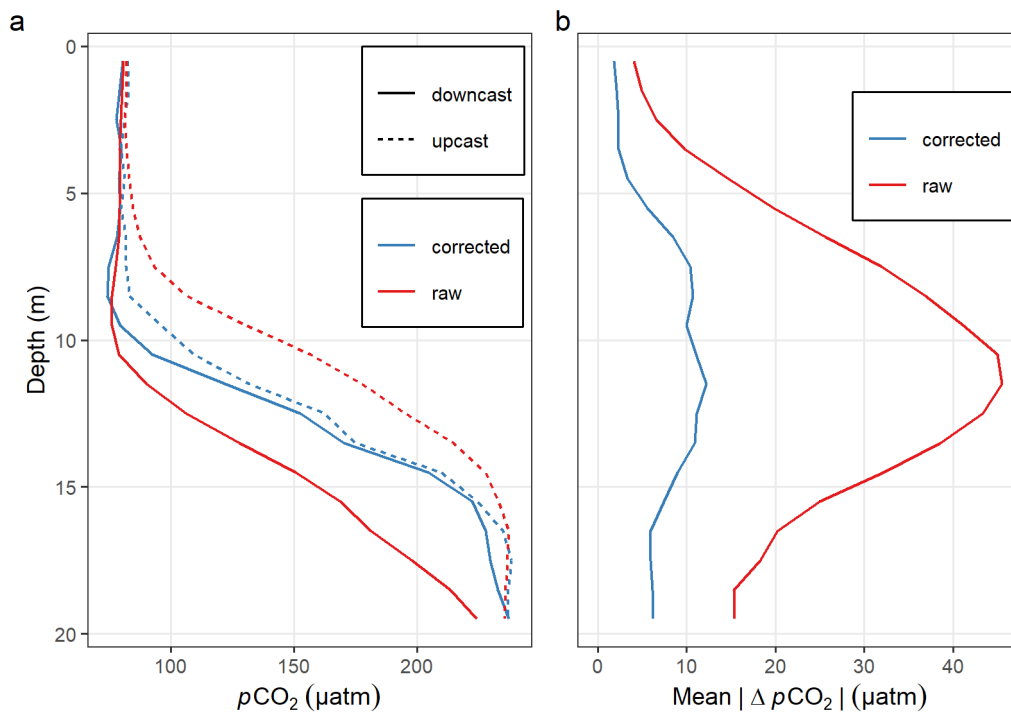 a
0
5
10
15
20
Depth (m)
100 150 200
pCO₂ (µatm)
downcast
upcast
corrected
raw
b
0 10 20 30 40
Mean | Δ pCO₂ | (µatm)
corrected
raw